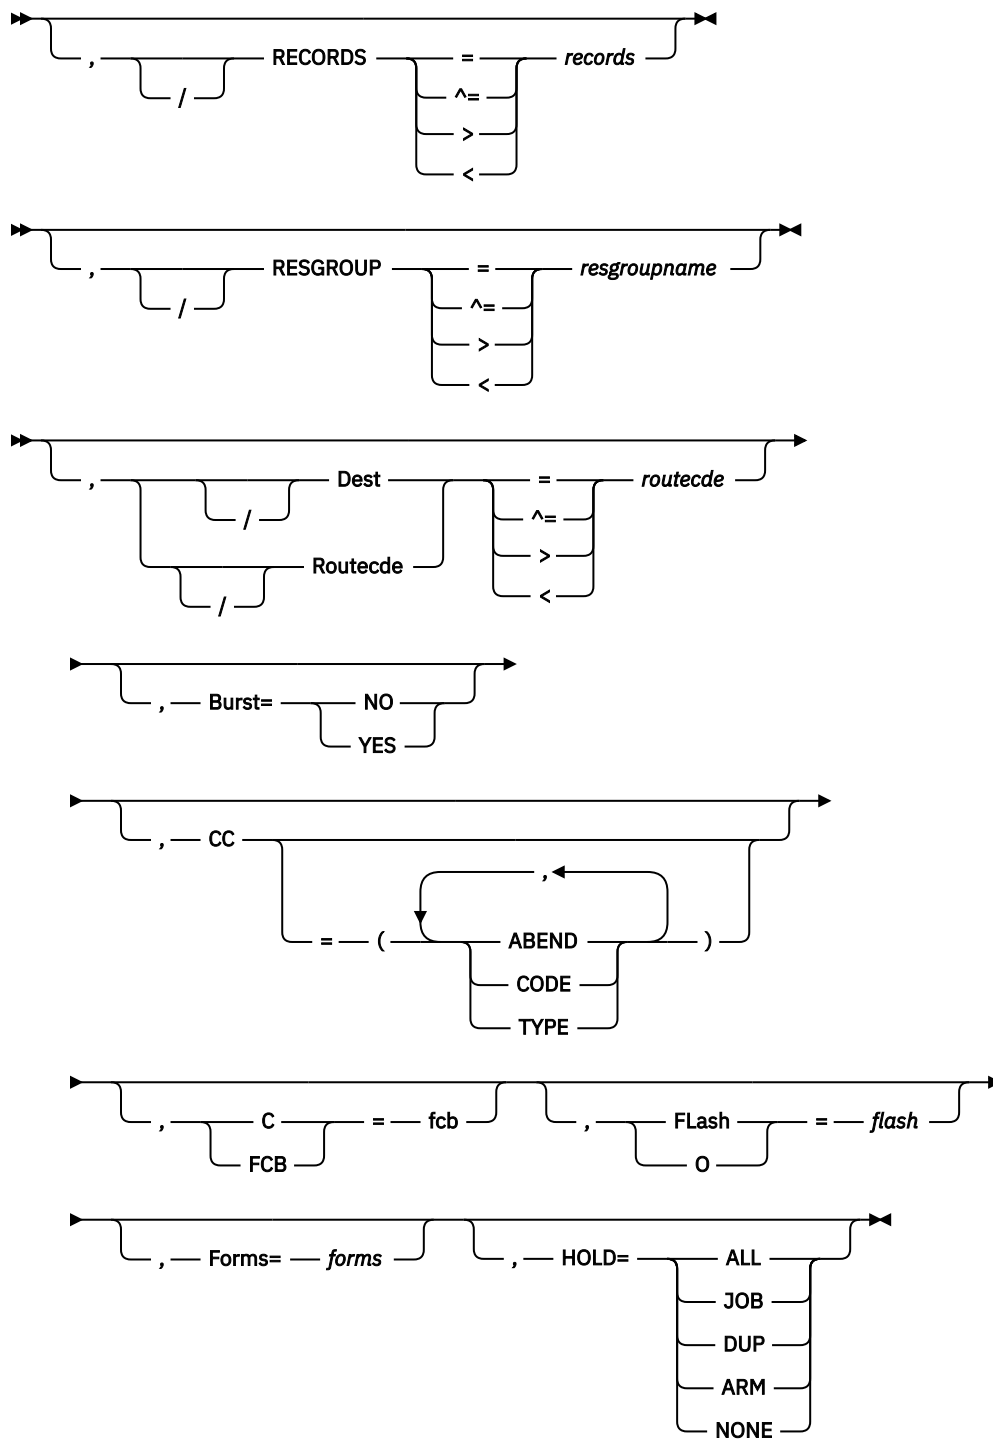 , RECORDS = records
/ ^=
>
<
, RESGROUP = resgroupname
/ ^=
>
<
, Dest = routecde
/ ^=
Routecde >
/ <
, Burst= NO
YES
, CC
,
= ( ABEND )
CODE
TYPE
, C = fcb , FLash = flash
FCB O
, Forms= forms , HOLD= ALL
JOB
DUP
ARM
NONE